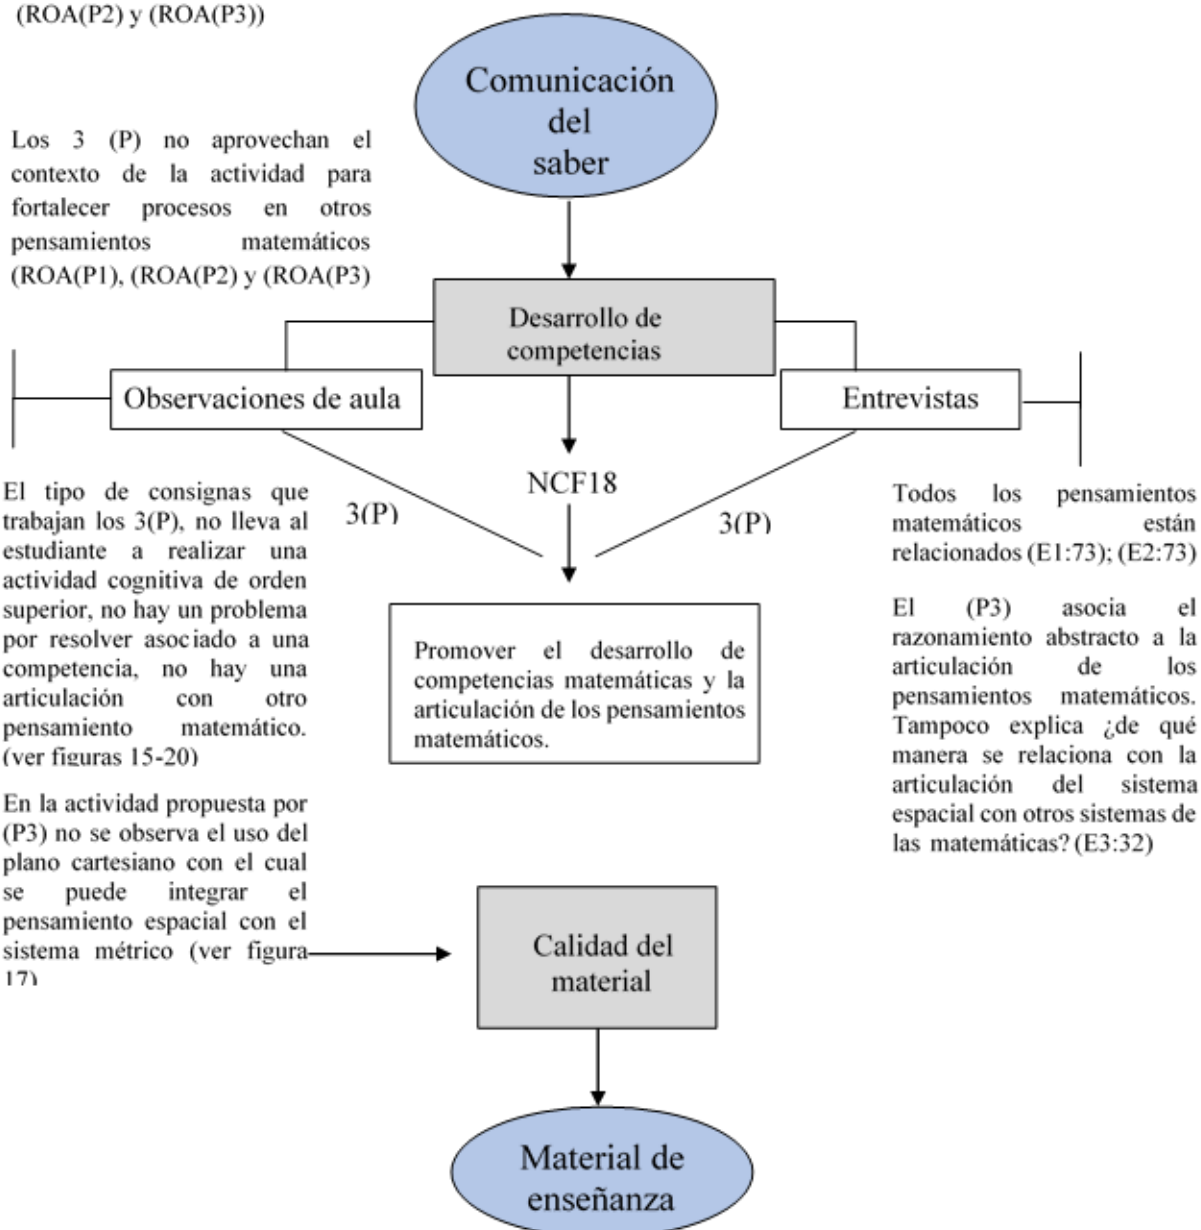 (ROA(P2) y (ROA(P3))
Comunicación
del
saber
Los 3 (P) no aprovechan el
contexto de la actividad para
fortalecer procesos en otros
pensamientos matemáticos
(ROA(P1), (ROA(P2) y (ROA(P3)
Desarrollo de
competencias
Observaciones de aula
Entrevistas
NCF18
3(P)
3(P)
El tipo de consignas que
trabajan los 3(P), no lleva al
estudiante a realizar una
actividad cognitiva de orden
superior, no hay un problema
por resolver asociado a una
competencia, no hay una
articulación con otro
pensamiento matemático.
(ver figuras 15-20)
Promover el desarrollo de
competencias matemáticas y la
articulación de los pensamientos
matemáticos.
Todos los pensamientos
matemáticos están
relacionados (E1:73); (E2:73)
El (P3) asocia el
razonamiento abstracto a la
articulación de los
pensamientos matemáticos.
Tampoco explica ¿de qué
manera se relaciona con la
articulación del sistema
espacial con otros sistemas de
las matemáticas? (E3:32)
En la actividad propuesta por
(P3) no se observa el uso del
plano cartesiano con el cual
se puede integrar el
pensamiento espacial con el
sistema métrico (ver figura
17)
Calidad del
material
Material de
enseñanza